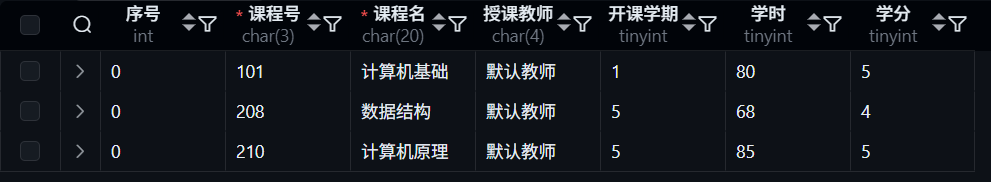 序号 * 课程号 * 课程名 授课教师 开课学期 学时 学分
int char(3) char(20) char(4) tinyint tinyint tinyint
0 101 计算机基础 默认教师 1 80 5
0 208 数据结构 默认教师 5 68 4
0 210 计算机原理 默认教师 5 85 5